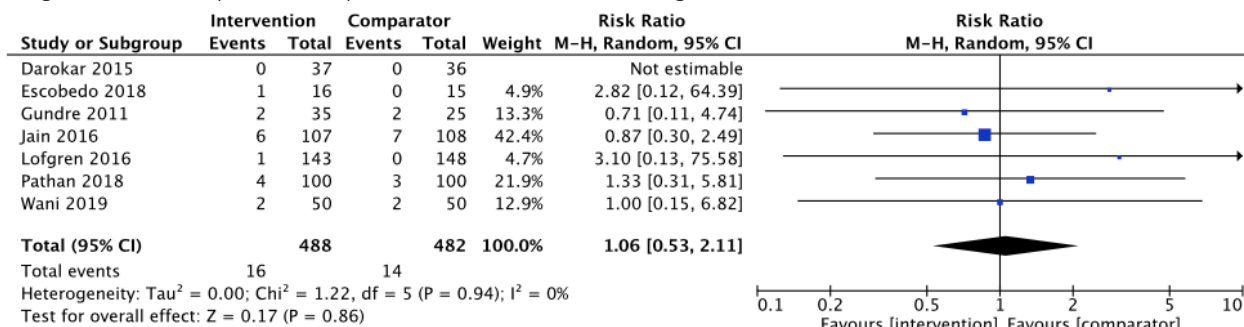 Intervention Comparator Risk Ratio Risk Ratio
Study or Subgroup Events Total Events Total Weight M-H, Random, 95% CI M-H, Random, 95% CI
Darokar 2015 0 37 0 36 Not estimable
Escobedo 2018 1 16 0 15 4.9% 2.82 [0.12, 64.39]
Gundre 2011 2 35 2 25 13.3% 0.71 [0.11, 4.74]
Jain 2016 6 107 7 108 42.4% 0.87 [0.30, 2.49]
Lofgren 2016 1 143 0 148 4.7% 3.10 [0.13, 75.58]
Pathan 2018 4 100 3 100 21.9% 1.33 [0.31, 5.81]
Wani 2019 2 50 2 50 12.9% 1.00 [0.15, 6.82]
Total (95% CI) 488 482 100.0% 1.06 [0.53, 2.11]
Total events 16 14
Heterogeneity: Tau² = 0.00; Chi² = 1.22, df = 5 (P = 0.94); I² = 0%
Test for overall effect: Z = 0.17 (P = 0.86)
0.1 0.2 0.5 1 2 5 10
Favours [intervention] Favours [comparator]